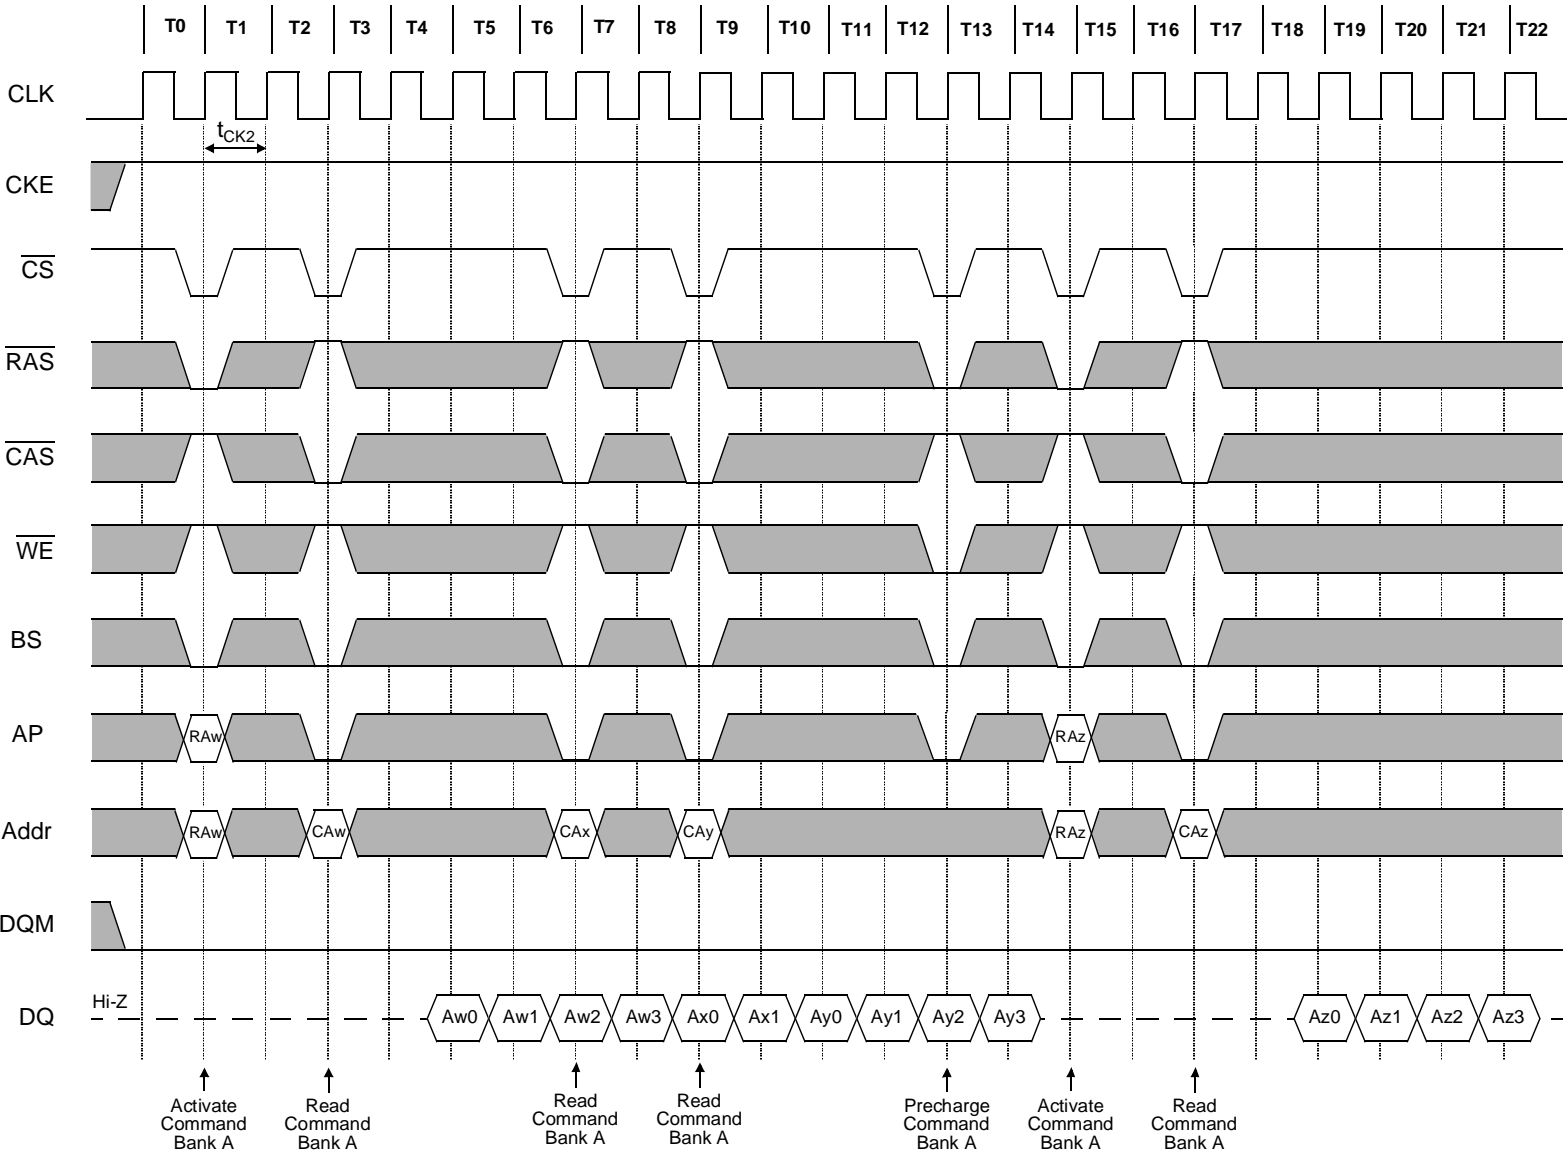 T0 T1 T2 T3 T4 T5 T6 T7 T8 T9 T10 T11 T12 T13 T14 T15 T16 T17 T18 T19 T20 T21 T22
CLK
tCK2
CKE
CS
RAS
CAS
WE
BS
AP RAw RAz
Addr RAw CAw CAx CAy RAz CAz
DQM
Hi-Z
DQ Aw0 Aw1 Aw2 Aw3 Ax0 Ax1 Ay0 Ay1 Ay2 Ay3 Az0 Az1 Az2 Az3
Activate
Command
Bank A
Read
Command
Bank A
Read
Command
Bank A
Read
Command
Bank A
Precharge
Command
Bank A
Activate
Command
Bank A
Read
Command
Bank A